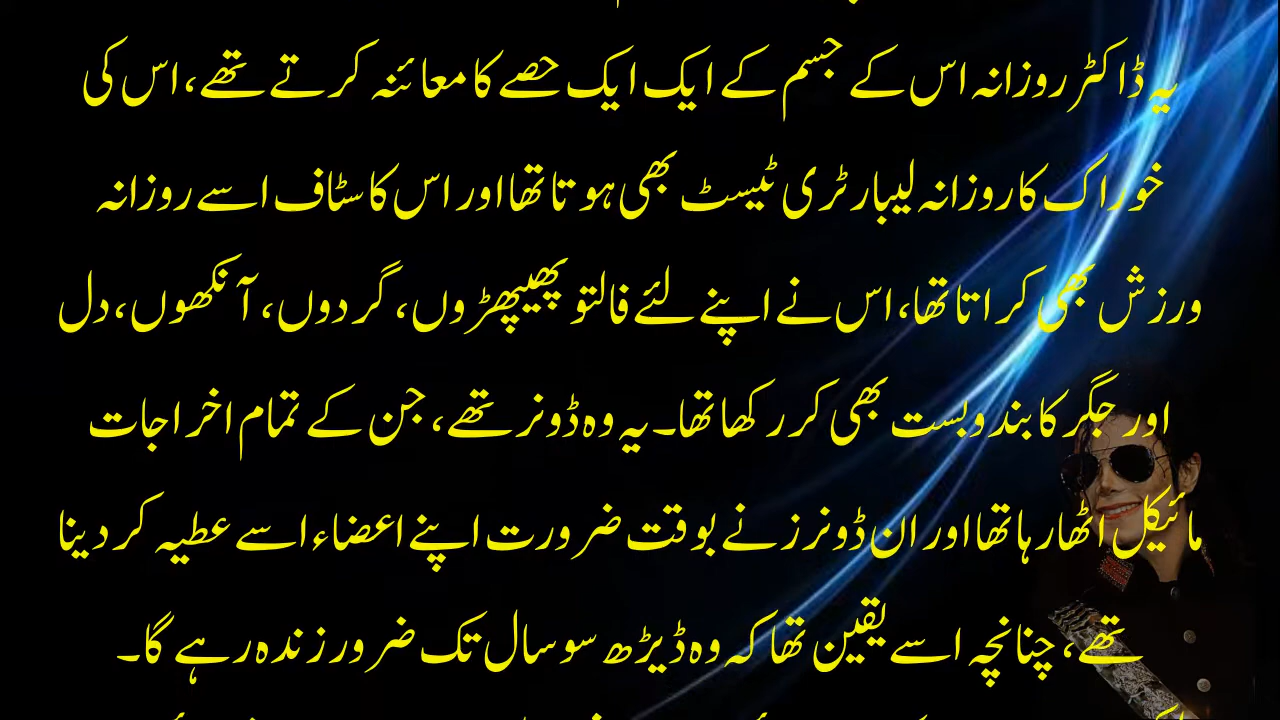 یہ ڈاکٹر روزانہ اس کے جسم کے ایک ایک حصے کا معائنہ کرتے تھے، اس کی
خوراک کا روزانہ لیبارٹری ٹیسٹ بھی ہوتا تھا اور اس کا سٹاف اسے روزانہ
ورزش بھی کراتا تھا، اس نے اپنے لئے فالتو پھیپھڑوں، گردوں، آنکھوں، دل
اور جگر کا بندوبست بھی کر رکھا تھا۔ یہ وہ ڈونر تھے، جن کے تمام اخراجات
مائیکل اٹھا رہا تھا اور ان ڈونرز نے بوقت ضرورت اپنے اعضاء اسے عطیہ کر دینا
تھے، چنانچہ اسے یقین تھا کہ وہ ڈیڑھ سو سال تک ضرور زندہ رہے گا۔